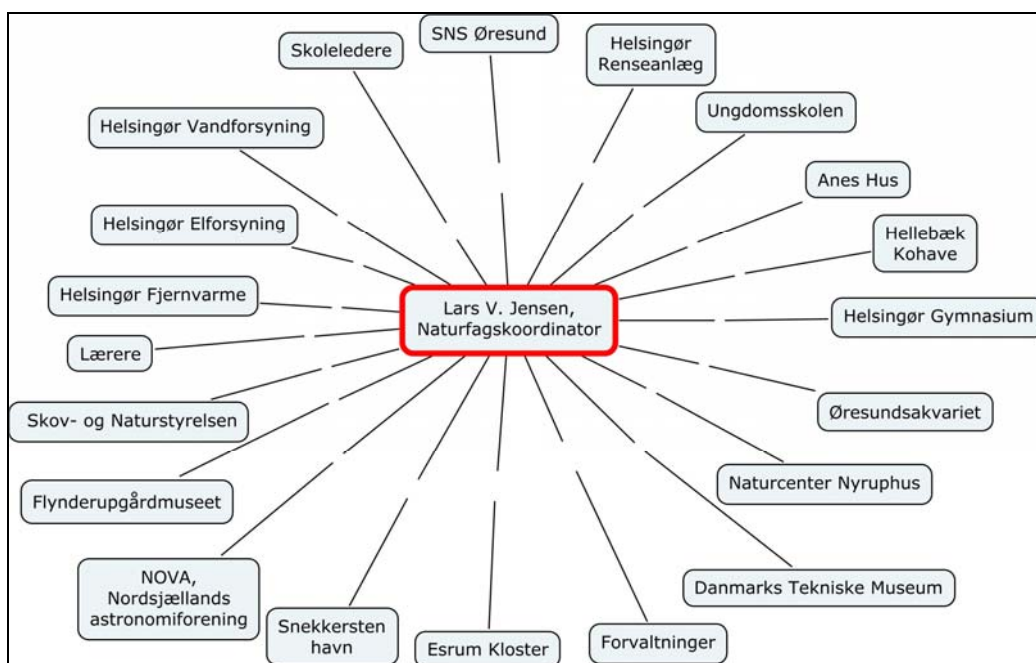 SNS Øresund
Skoleledere
Helsingør
Renseanlæg
Helsingør Vandforsyning
Ungdomsskolen
Anes Hus
Helsingør Elforsyning
Hellebæk
Kohave
Helsingør Fjernvarme
Lars V. Jensen,
Naturfagskoordinator
Helsingør Gymnasium
Lærere
Skov- og Naturstyrelsen
Øresundsakvariet
Flynderupgårdmuseet
Naturcenter Nyruphus
NOVA,
Nordsjællands
astronomiforening
Danmarks Tekniske Museum
Snekkersten
havn
Esrum Kloster
Forvaltninger